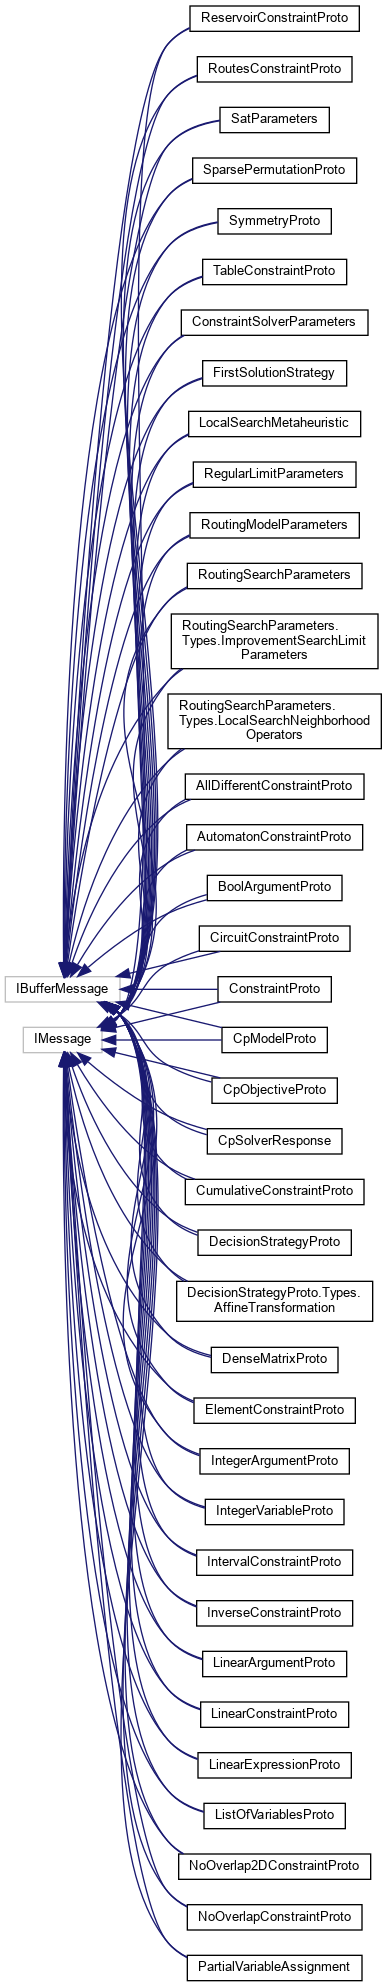 ReservoirConstraintProto
RoutesConstraintProto
SatParameters
SparsePermutationProto
SymmetryProto
TableConstraintProto
ConstraintSolverParameters
FirstSolutionStrategy
LocalSearchMetaheuristic
RegularLimitParameters
RoutingModelParameters
RoutingSearchParameters
RoutingSearchParameters.
Types.ImprovementSearchLimit
Parameters
RoutingSearchParameters.
Types.LocalSearchNeighborhood
Operators
AllDifferentConstraintProto
AutomatonConstraintProto
BoolArgumentProto
CircuitConstraintProto
IBufferMessage
ConstraintProto
IMessage
CpModelProto
CpObjectiveProto
CpSolverResponse
CumulativeConstraintProto
DecisionStrategyProto
DecisionStrategyProto.Types.
AffineTransformation
DenseMatrixProto
ElementConstraintProto
IntegerArgumentProto
IntegerVariableProto
IntervalConstraintProto
InverseConstraintProto
LinearArgumentProto
LinearConstraintProto
LinearExpressionProto
ListOfVariablesProto
NoOverlap2DConstraintProto
NoOverlapConstraintProto
PartialVariableAssignment